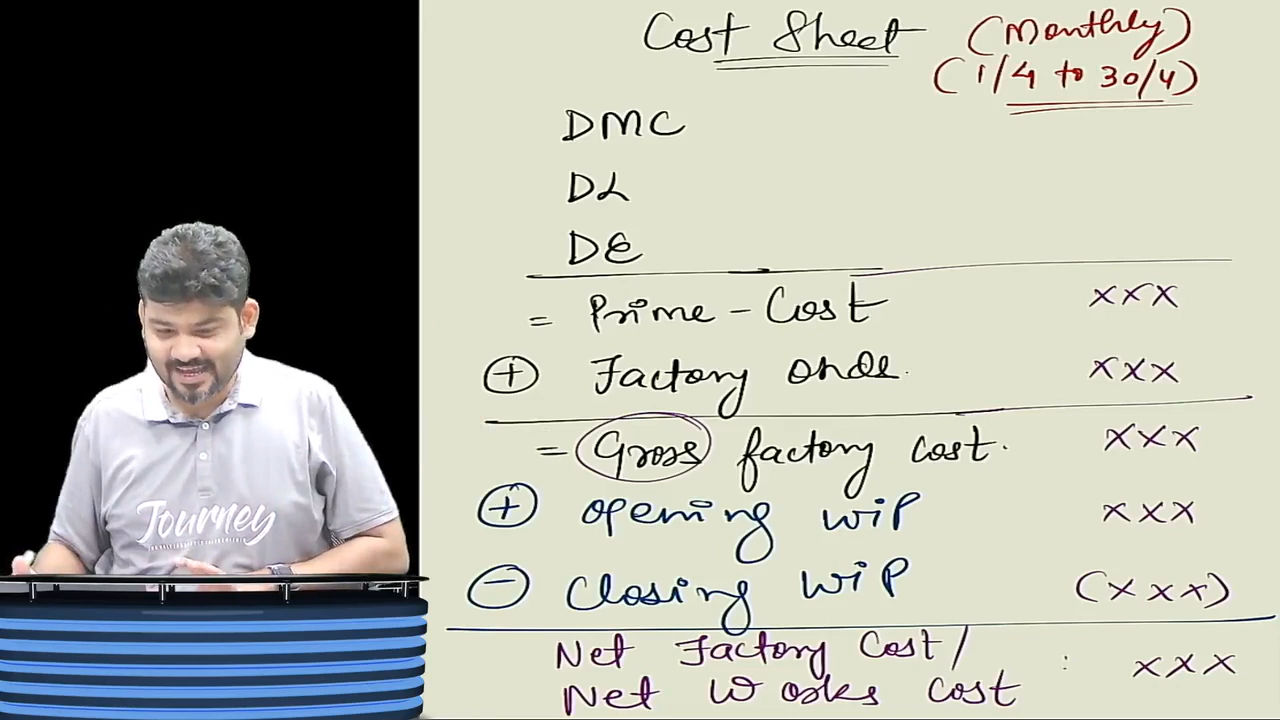 Cost Sheet (Monthly)
(1/4 to 30/4)
DMC
DL
DE
= Prime - Cost xxx
+ Factory OHDE. xxx
= Gross factory cost. xxx
+ opening WIP xxx
- Closing WIP (xxx)
Net Factory Cost/ : xxx
Net Works Cost
Journey